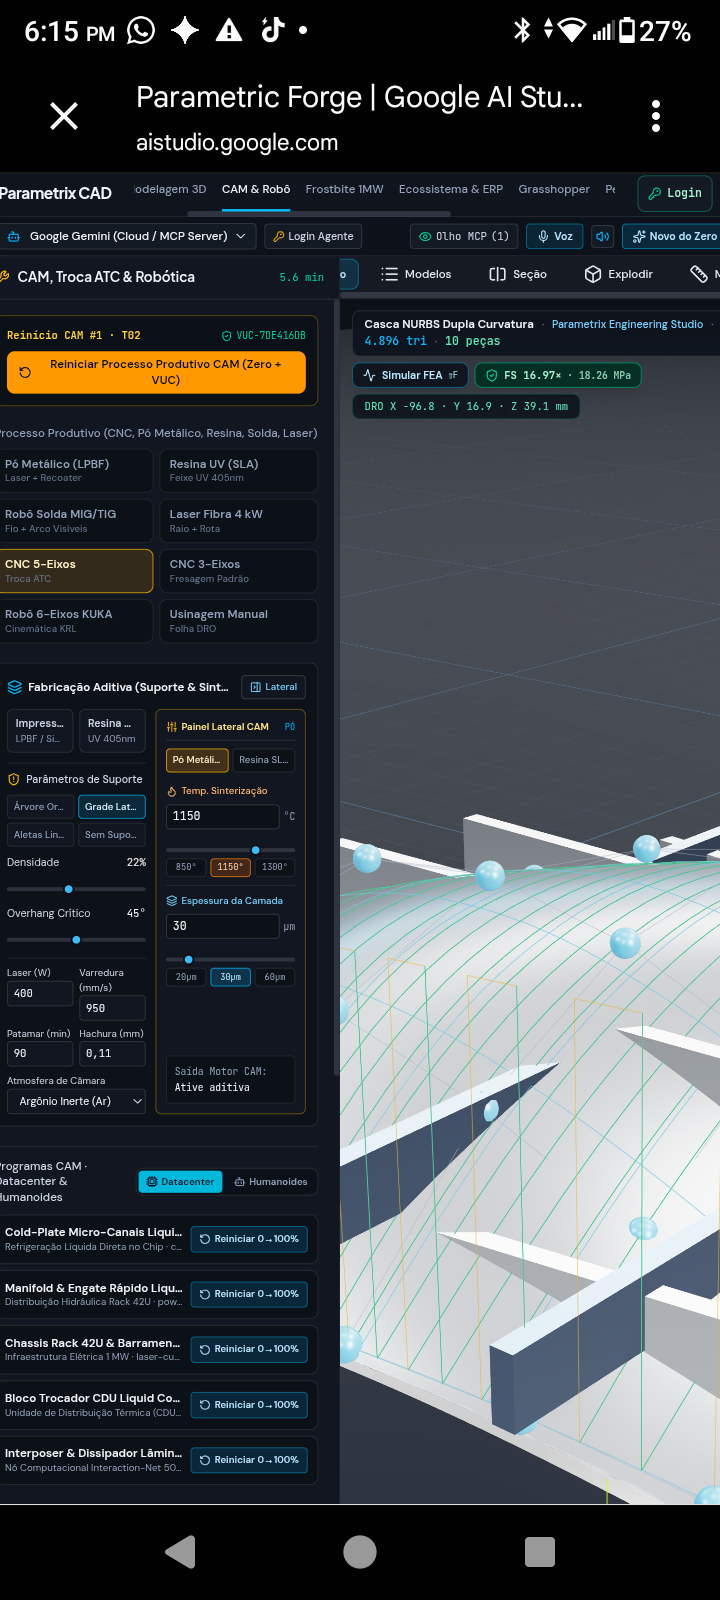 6:15 PM
27%
Parametric Forge | Google AI Stu...
aistudio.google.com
Parametrix CAD
odelagem 3D
CAM & Robô
Frostbite 1MW
Ecossistema & ERP
Grasshopper
Login
Google Gemini (Cloud / MCP Server)
Login Agente
Olho MCP (1)
Voz
Novo do Zero
CAM, Troca ATC & Robótica
5.6 min
o
Modelos
Seção
Explodir
M
Reinício CAM #1 · T02
VUC-7DE416DB
Reiniciar Processo Produtivo CAM (Zero +
VUC)
Casca NURBS Dupla Curvatura · Parametrix Engineering Studio ·
4.896 tri · 10 peças
Simular FEA ⇧F
FS 16.97× · 18.26 MPa
DRO X -96.8 · Y 16.9 · Z 39.1 mm
Processo Produtivo (CNC, Pó Metálico, Resina, Solda, Laser)
Pó Metálico (LPBF)
Laser + Recoater
Resina UV (SLA)
Feixe UV 405nm
Robô Solda MIG/TIG
Fio + Arco Visíveis
Laser Fibra 4 kW
Raio + Rota
CNC 5-Eixos
Troca ATC
CNC 3-Eixos
Fresagem Padrão
Robô 6-Eixos KUKA
Cinemática KRL
Usinagem Manual
Folha DRO
Fabricação Aditiva (Suporte & Sint...
Lateral
Impress...
LPBF / Si...
Resina ...
UV 405nm
Parâmetros de Suporte
Árvore Or...
Grade Lat...
Aletas Lin...
Sem Supo...
Densidade
22%
Overhang Crítico
45°
Laser (W)
400
Varredura
(mm/s)
950
Patamar (min)
90
Hachura (mm)
0,11
Atmosfera de Câmara
Argônio Inerte (Ar)
Painel Lateral CAM
PÓ
Pó Metáli...
Resina SL...
Temp. Sinterização
1150
°C
850°
1150°
1300°
Espessura da Camada
30
µm
20µm
30µm
60µm
Saída Motor CAM:
Ative aditiva
Programas CAM ·
Datacenter &
Humanoides
Datacenter
Humanoides
Cold-Plate Micro-Canais Liqui...
Refrigeração Líquida Direta no Chip · c...
Reiniciar 0→100%
Manifold & Engate Rápido Liqu...
Distribuição Hidráulica Rack 42U · pow...
Reiniciar 0→100%
Chassis Rack 42U & Barramen...
Infraestrutura Elétrica 1 MW · laser-cu...
Reiniciar 0→100%
Bloco Trocador CDU Liquid Co...
Unidade de Distribuição Térmica (CDU...
Reiniciar 0→100%
Interposer & Dissipador Lâmin...
Nó Computacional Interaction-Net 50...
Reiniciar 0→100%